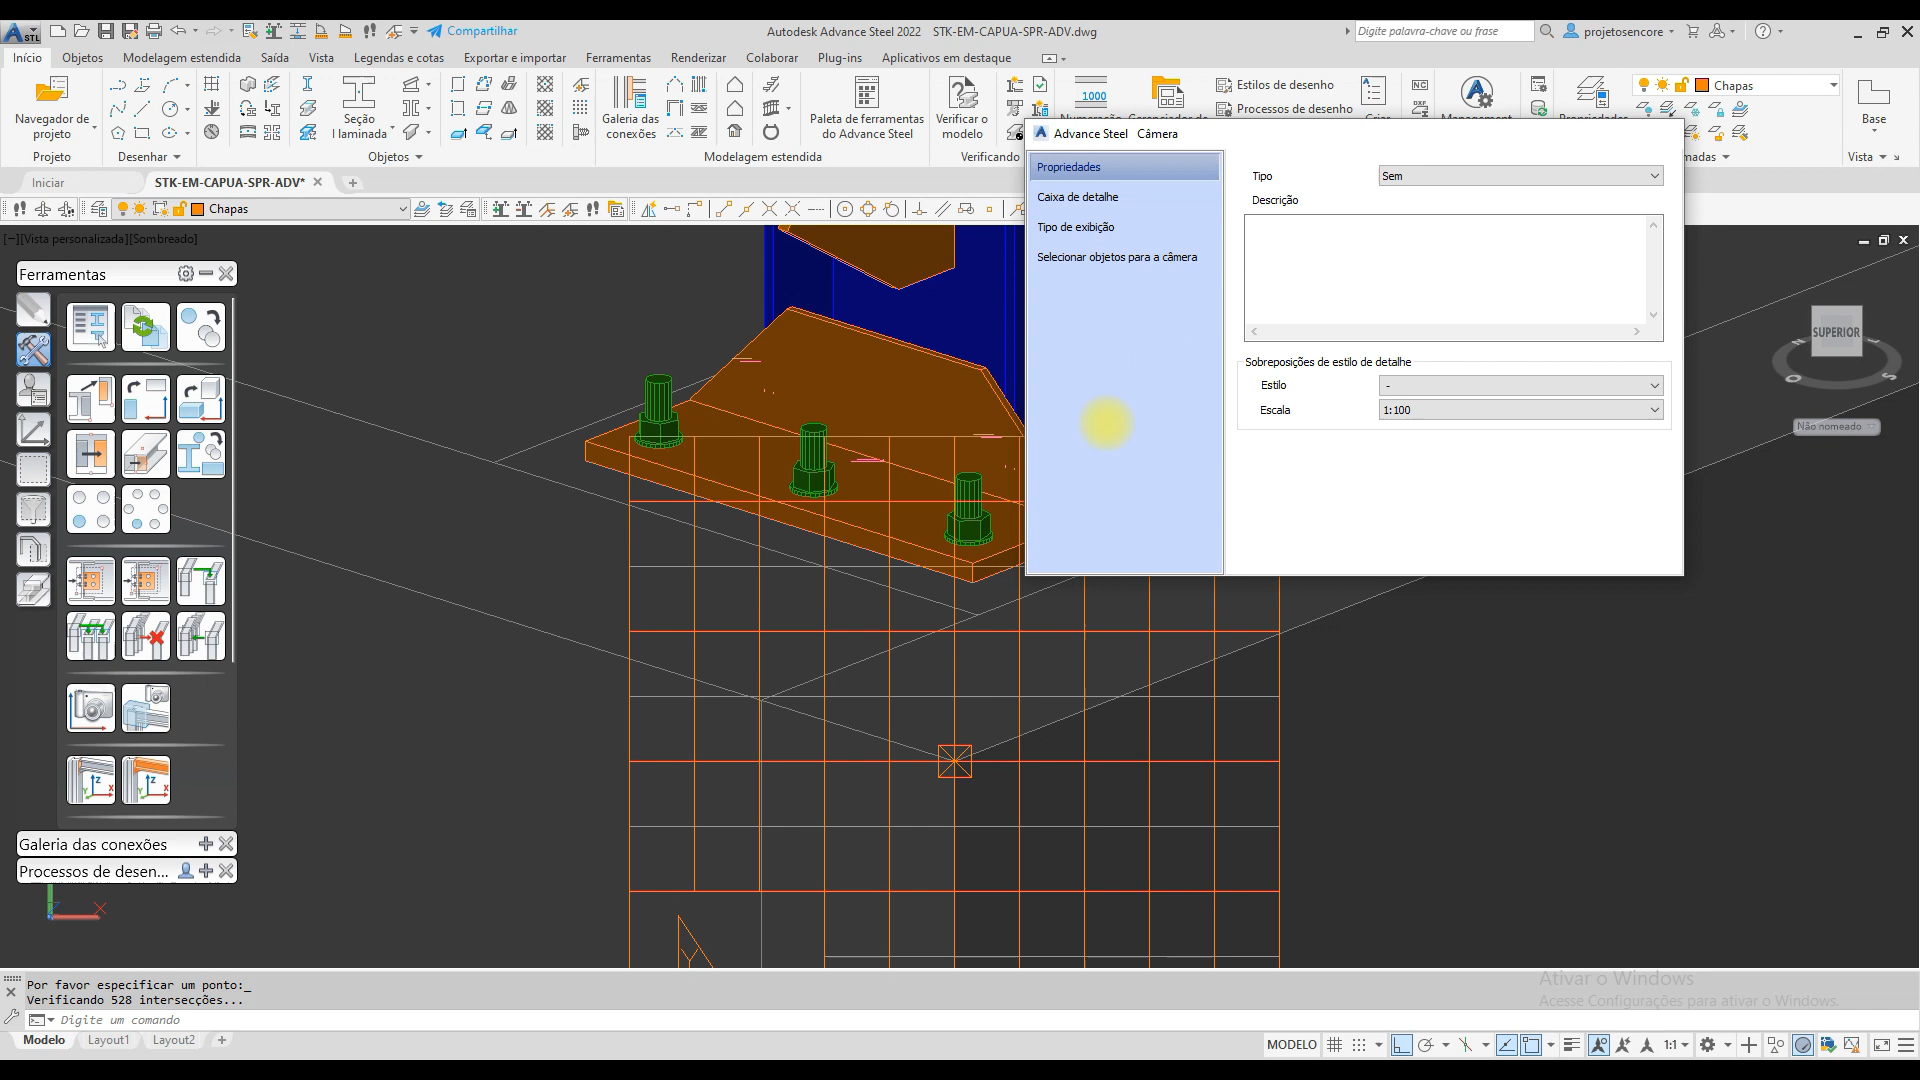 STL
Compartilhar
Autodesk Advance Steel 2022 STK-EM-CAPUA-SPR-ADV.dwg
Digite palavra-chave ou frase
projetosencore
Início
Objetos
Modelagem estendida
Saída
Vista
Legendas e cotas
Exportar e importar
Ferramentas
Renderizar
Colaborar
Plug-ins
Aplicativos em destaque
Navegador de
projeto
Seção
I laminada
Galeria das
conexões
Paleta de ferramentas
do Advance Steel
Verificar o
modelo
1000
Estilos de desenho
Processos de desenho
NC
DXF
Chapas
Base
Projeto
Desenhar
Objetos
Modelagem estendida
Verificando
Vista
Iniciar
STK-EM-CAPUA-SPR-ADV*
Chapas
[−][Vista personalizada][Sombreado]
Advance Steel Câmera
Propriedades
Caixa de detalhe
Tipo de exibição
Selecionar objetos para a câmera
Tipo
Sem
Descrição
Sobreposições de estilo de detalhe
Estilo
-
Escala
1:100
SUPERIOR
Não nomeado
Ferramentas
Galeria das conexões
Processos de desen...
Por favor especificar um ponto:_
Verificando 528 intersecções...
Digite um comando
Ativar o Windows
Acesse Configurações para ativar o Windows.
Modelo
Layout1
Layout2
MODELO
1:1